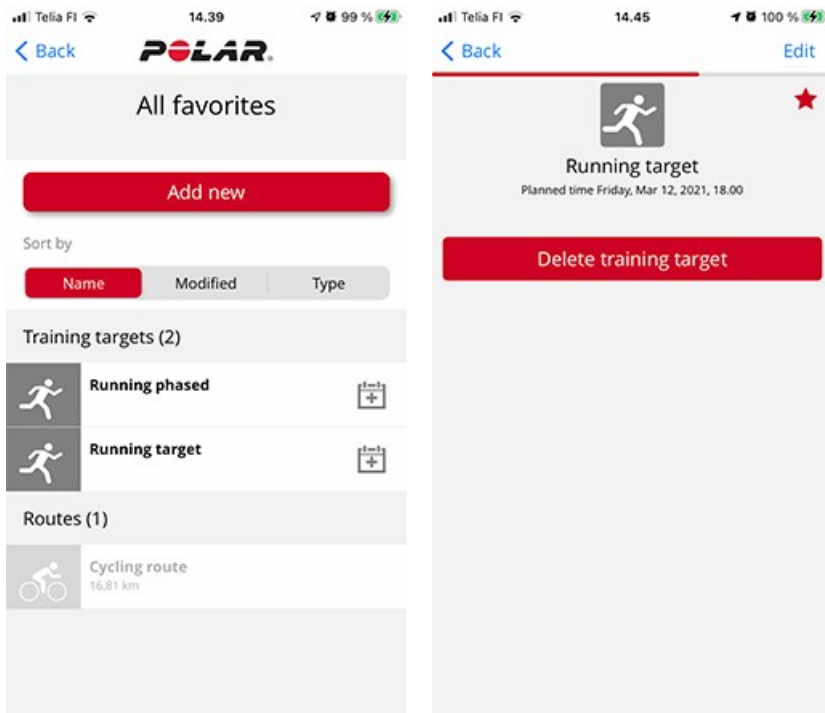 Telia FI 14.39 99 %
Back POLAR.
All favorites
Add new
Sort by
Name Modified Type
Training targets (2)
Running phased
Running target
Routes (1)
Cycling route
16,81 km
Telia FI 14.45 100 %
Back Edit
Running target
Planned time Friday, Mar 12, 2021, 18.00
Delete training target